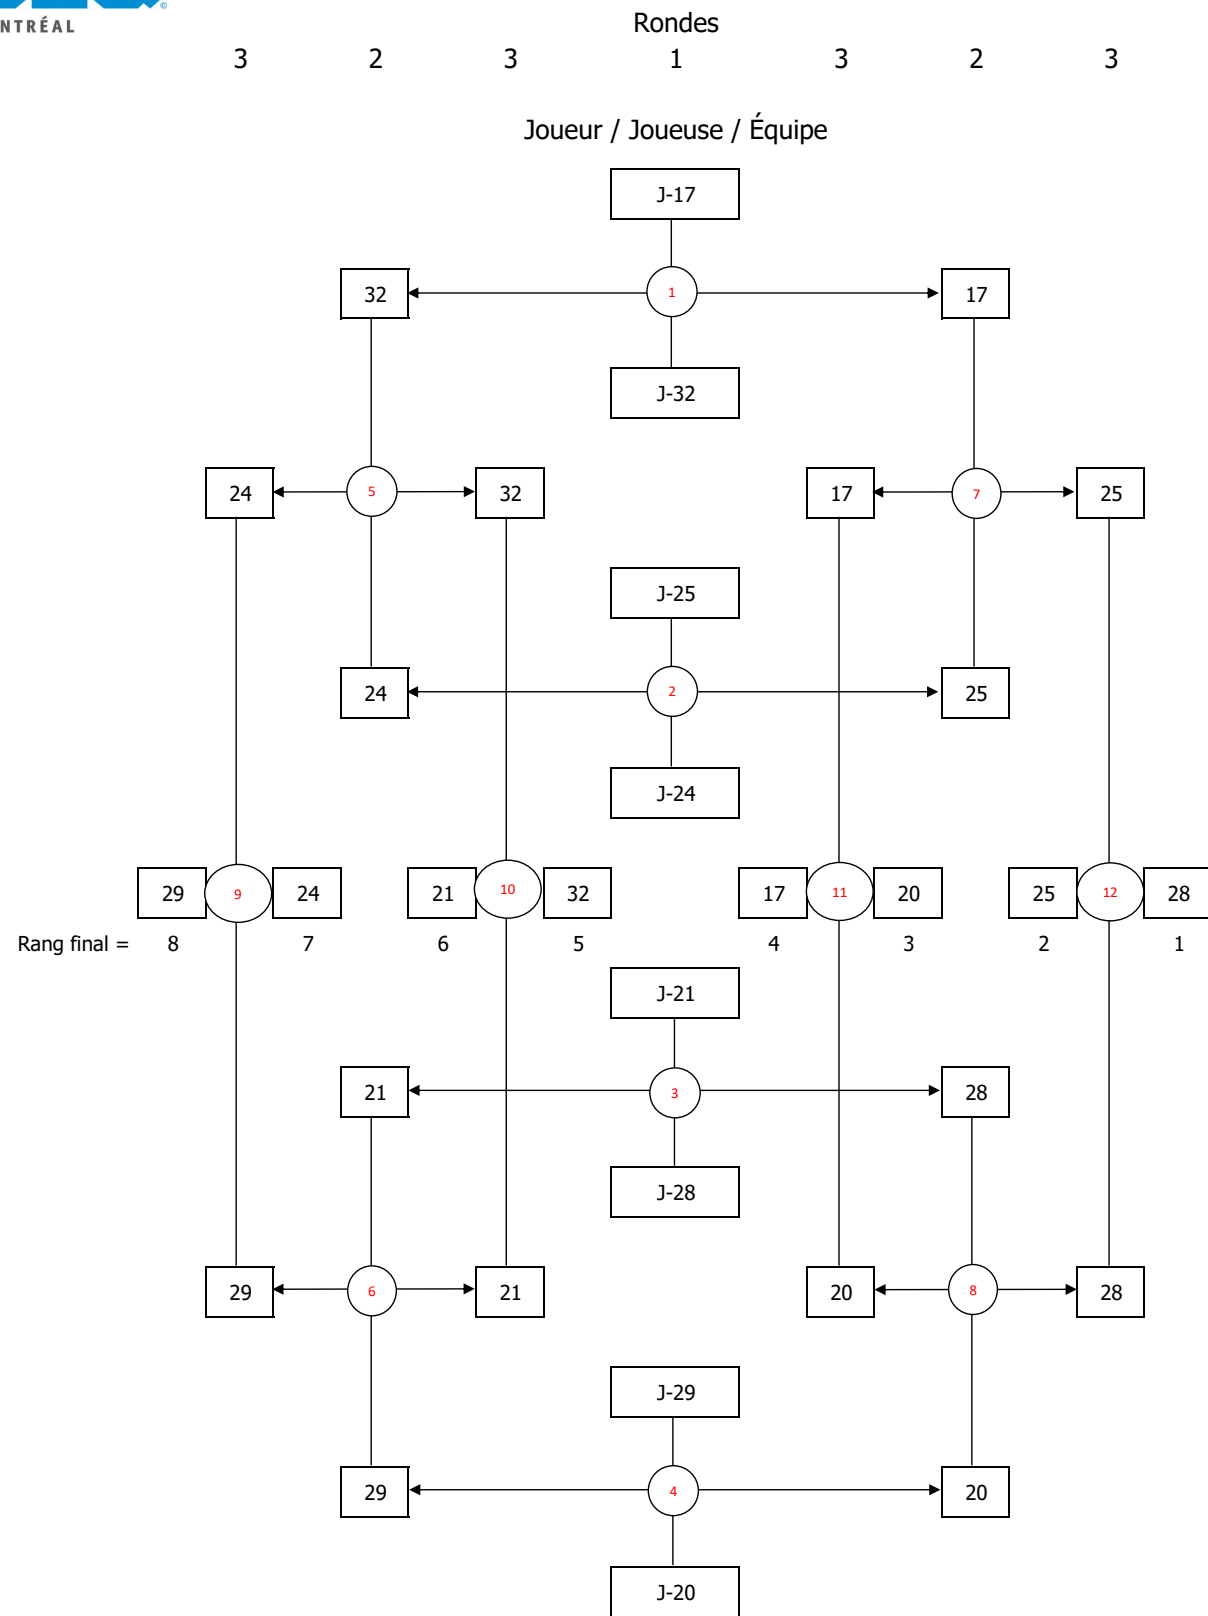 NTRÉAL
©
Rondes
3 2 3 1 3 2 3
Joueur / Joueuse / Équipe
J-17
32 1 17
J-32
24 5 32 17 7 25
J-25
24 2 25
J-24
29 9 24 21 10 32 17 11 20 25 12 28
Rang final = 8 7 6 5 4 3 2 1
J-21
21 3 28
J-28
29 6 21 20 8 28
J-29
29 4 20
J-20